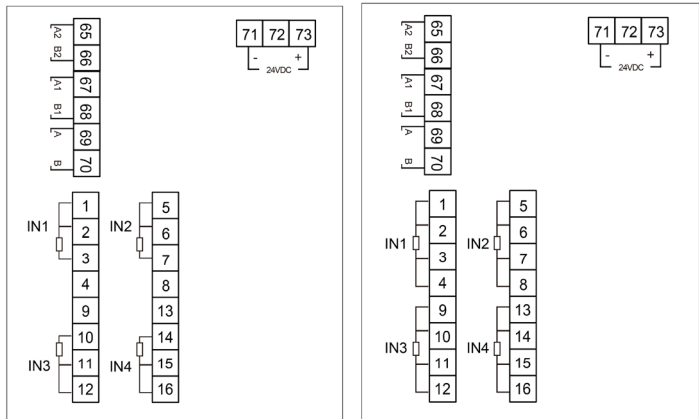 A2 65
B2 66
A1 67
B1 68
A 69
B 70
71 72 73
- +
24VDC
IN1
1
2
3
4
9
10
11
12
IN3
IN2
5
6
7
8
13
14
15
16
IN4
A2 65
B2 66
A1 67
B1 68
A 69
B 70
71 72 73
- +
24VDC
IN1
1
2
3
4
9
10
11
12
IN3
IN2
5
6
7
8
13
14
15
16
IN4